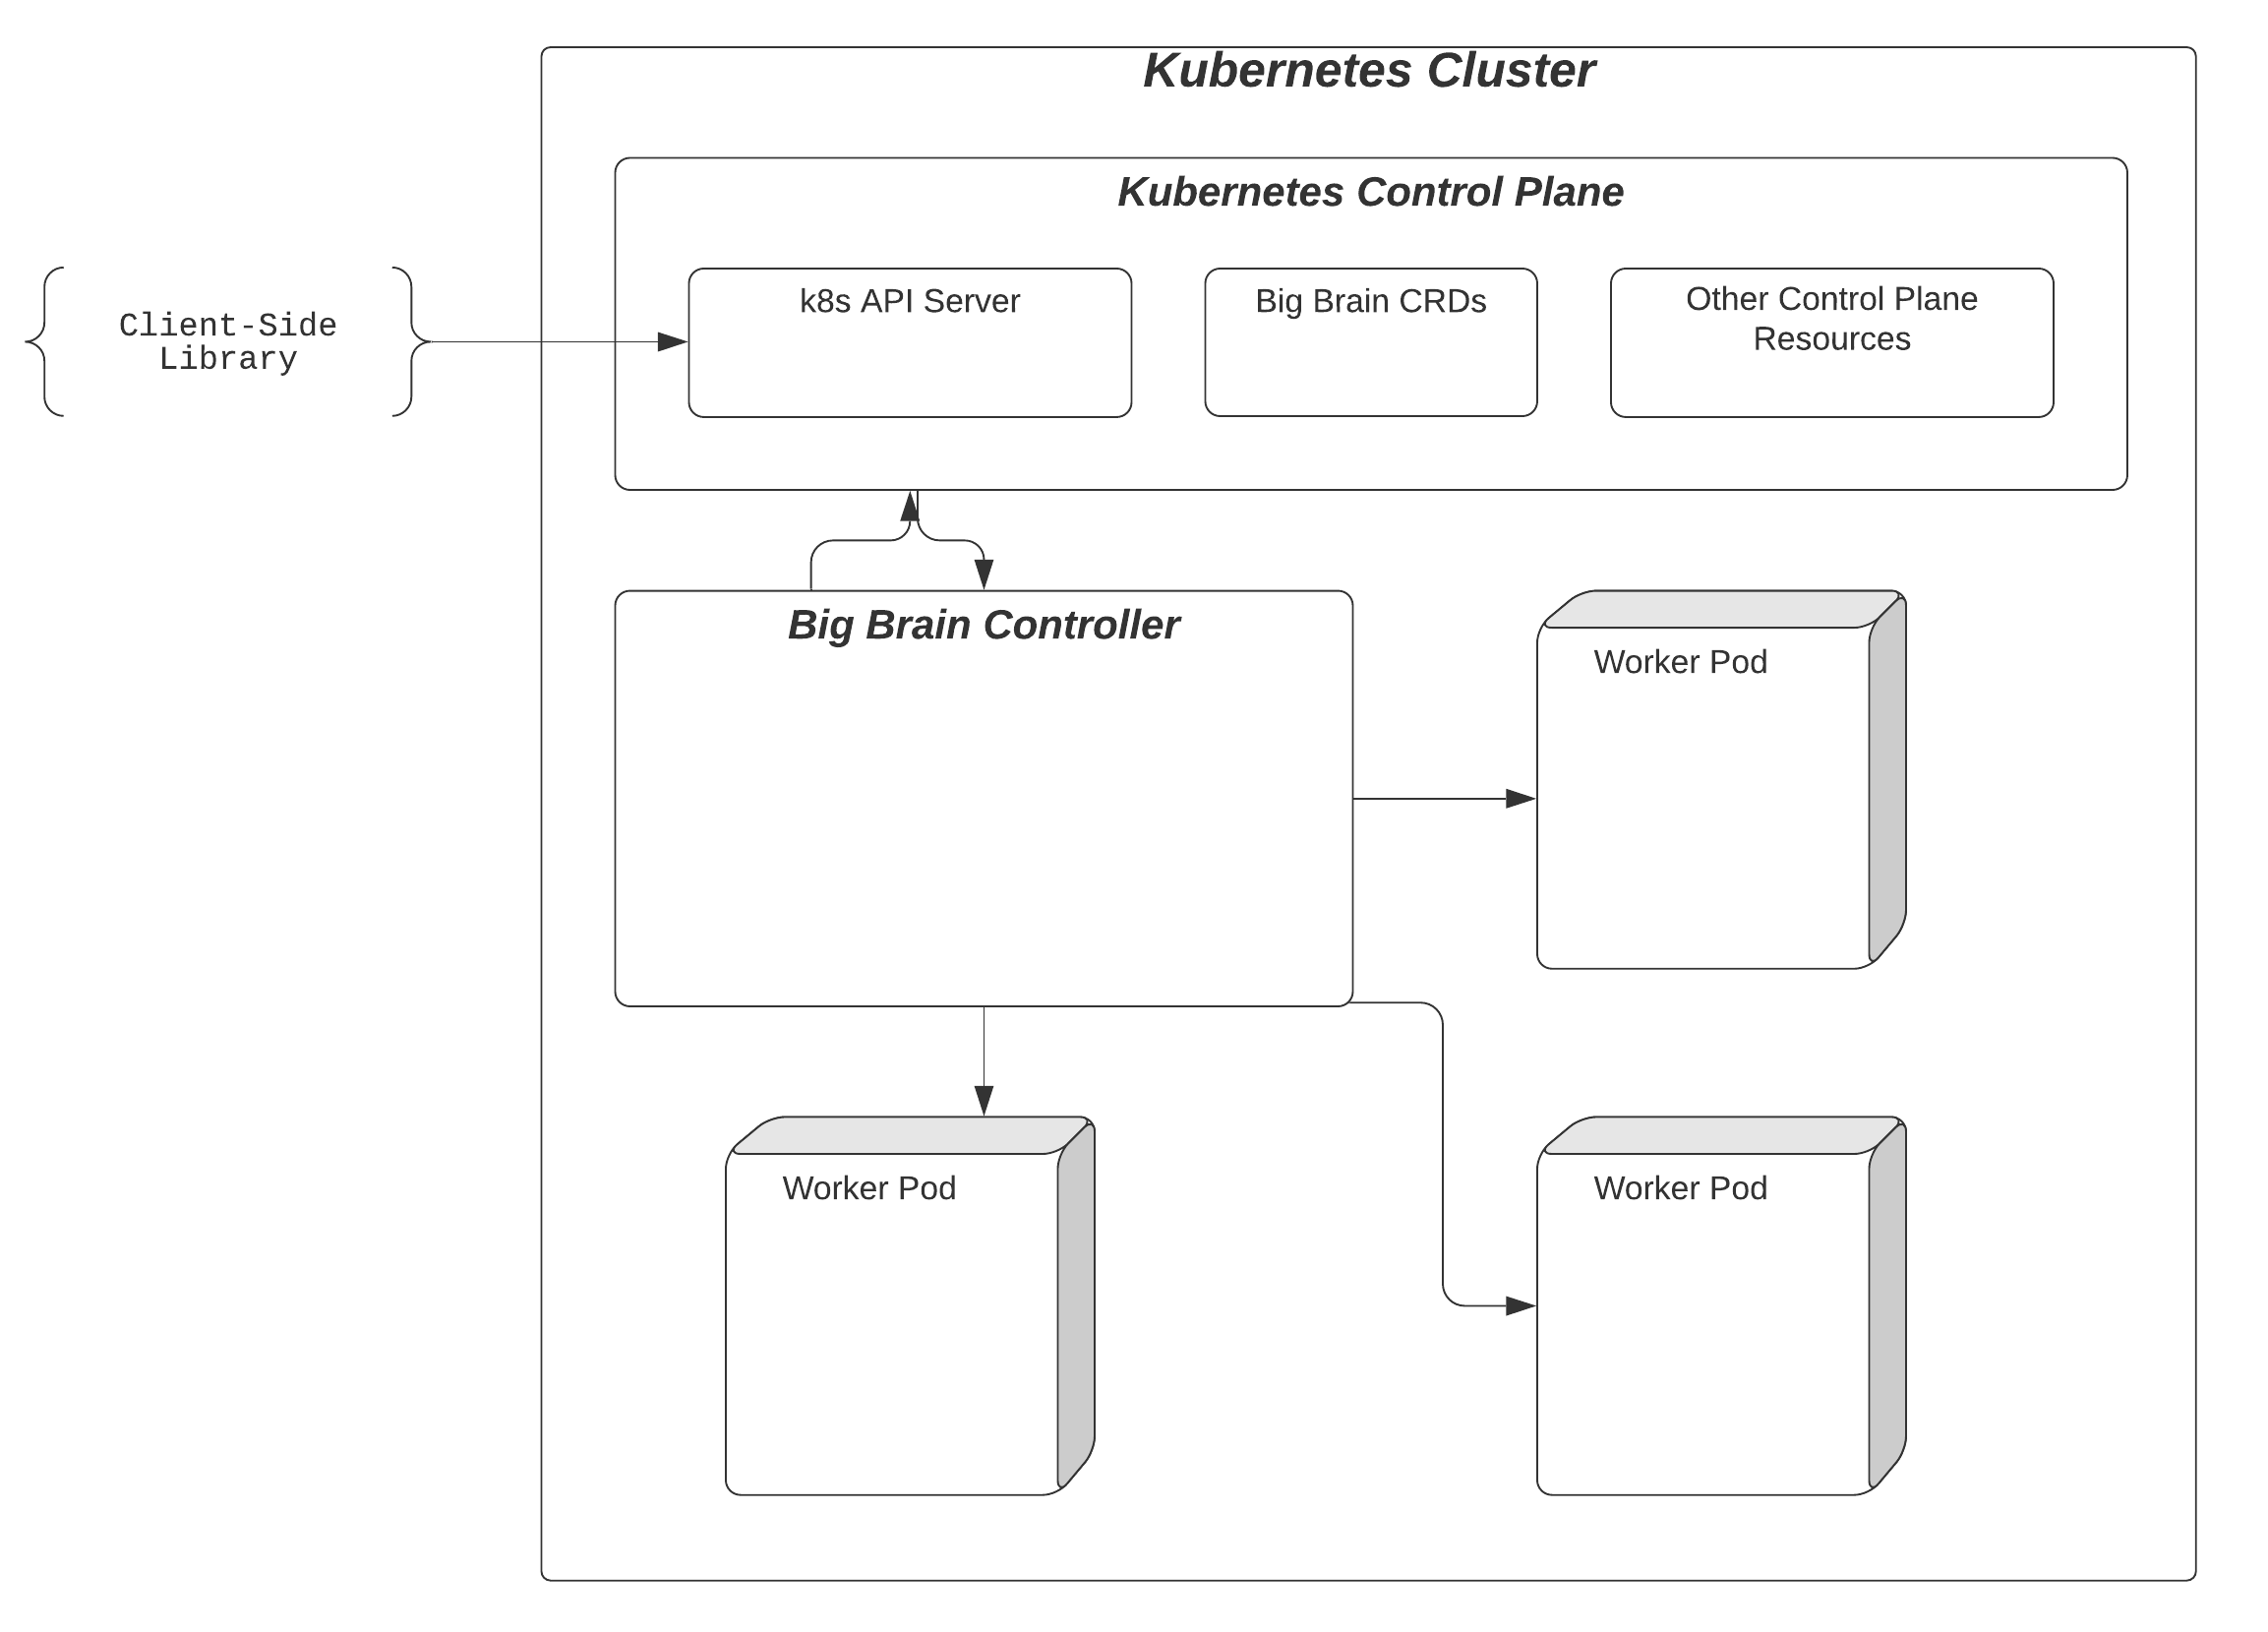 Kubernetes Cluster
Kubernetes Control Plane
Client-Side
Library
k8s API Server
Big Brain CRDs
Other Control Plane
Resources
Big Brain Controller
Worker Pod
Worker Pod
Worker Pod